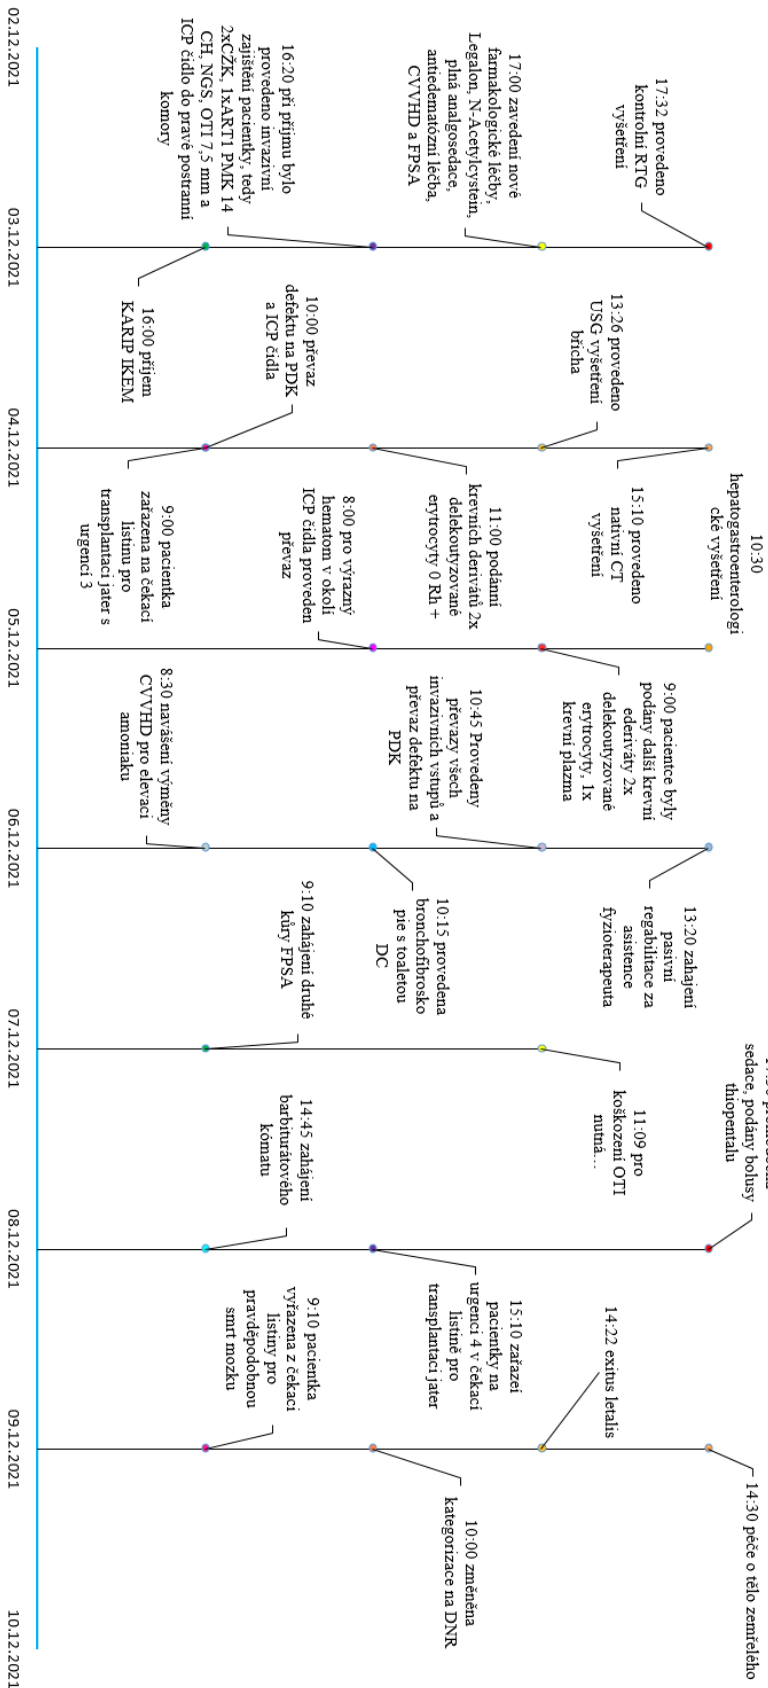 17:32 provedeno
kontrolní RTG
vyšetření
17:00 zavedení nové
farmakologické léčby,
Legalon, N-Acetylcystein,
plná analgosedace,
antiedematózní léčba,
CVVHD a FPSA
16:20 při příjmu bylo
provedeno invazivní
zajištění pacientky, tedy
2xCŽK, 1xART1 PMK 14
CH, NGS, OTI 7,5 mm a
ICP čidlo do pravé postranní
komory
16:00 příjem
KARIP IKEM
13:26 provedeno
USG vyšetření
břicha
10:00 převaz
defektu na PDK
a ICP čidla
15:10 provedeno
nativní CT
vyšetření
11:00 podánní
krevních derivátů 2x
delekoutyzované
erytrocyty 0 Rh +
9:00 pacientka
zařazena na čekací
listinu pro
transplantaci jater s
urgencí 3
10:30
hepatogastroenterologi
cké vyšetření
8:00 pro výrazný
hematom v okolí
ICP čidla proveden
převaz
9:00 pacientce byly
podány další krevní
ederiváty 2x
delekoutyzované
erytrocyty, 1x
krevní plazma
10:45 Provedeny
převazy všech
invazivních vstupů a
převaz defektu na
PDK
8:30 navášení výměny
CVVHD pro elevaci
amoniaku
13:20 zahajení
pasivní
regabilitace za
asistence
fyzioterapeuta
10:15 provedena
bronchofibrosko
pie s toaletou
DC
9:10 zahájení druhé
kůry FPSA
11:09 pro
koškození OTI
nutná...
sedace, podány bolusy
thiopentalu
14:45 zahájení
barbiturátového
kómatu
15:10 zařazeí
pacientky na
urgenci 4 v čekací
listině pro
transplantaci jater
14:22 exitus letalis
9:10 pacientka
vyřazena z čekací
listiny pro
pravděpodobnou
smrt mozku
14:30 péče o tělo zemřelého
10:00 změněna
kategorizace na DNR
02.12.2021
03.12.2021
04.12.2021
05.12.2021
06.12.2021
07.12.2021
08.12.2021
09.12.2021
10.12.2021